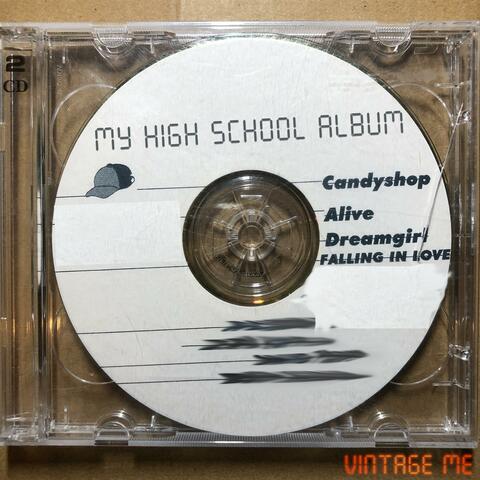 2
CD
MY HIGH SCHOOL ALBUM
Candyshop
Alive
Dreamgirl
FALLING IN LOVE
VINTAGE ME